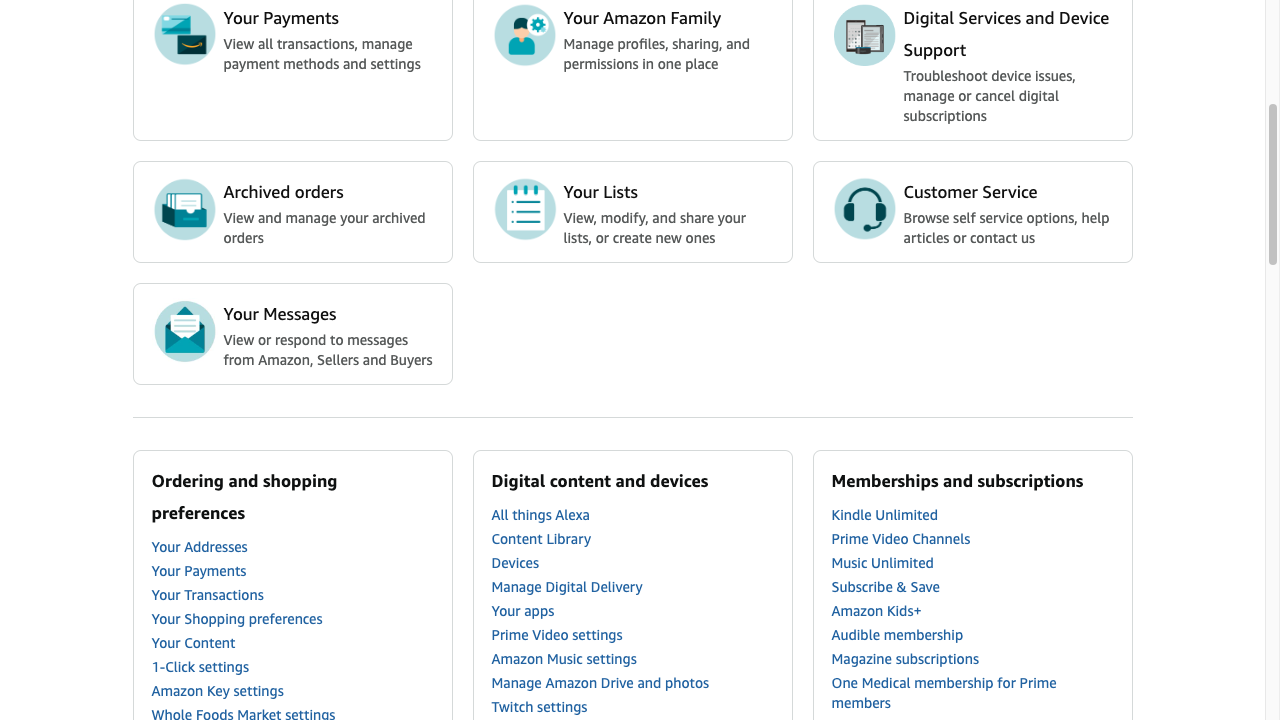 Your Payments
View all transactions, manage
payment methods and settings
Your Amazon Family
Manage profiles, sharing, and
permissions in one place
Digital Services and Device
Support
Troubleshoot device issues,
manage or cancel digital
subscriptions
Archived orders
View and manage your archived
orders
Your Lists
View, modify, and share your
lists, or create new ones
Customer Service
Browse self service options, help
articles or contact us
Your Messages
View or respond to messages
from Amazon, Sellers and Buyers
Ordering and shopping
preferences
Your Addresses
Your Payments
Your Transactions
Your Shopping preferences
Your Content
1-Click settings
Amazon Key settings
Whole Foods Market settings
Digital content and devices
All things Alexa
Content Library
Devices
Manage Digital Delivery
Your apps
Prime Video settings
Amazon Music settings
Manage Amazon Drive and photos
Twitch settings
Memberships and subscriptions
Kindle Unlimited
Prime Video Channels
Music Unlimited
Subscribe & Save
Amazon Kids+
Audible membership
Magazine subscriptions
One Medical membership for Prime
members